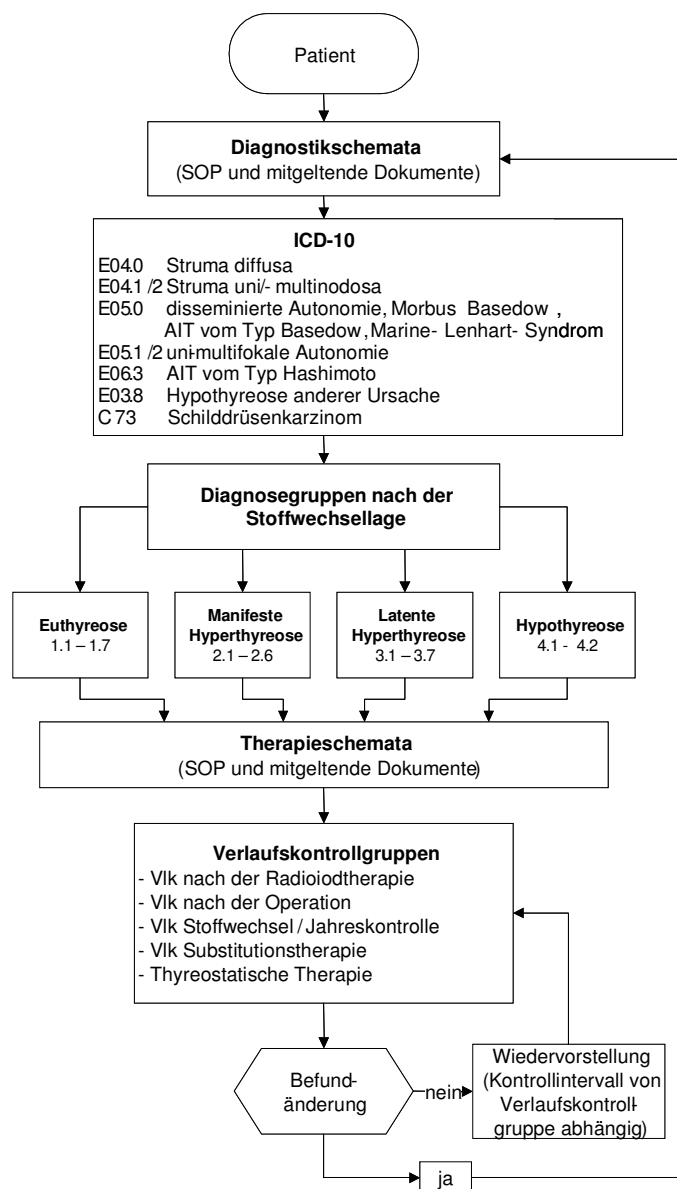 Patient
Diagnostikschemata
(SOP und mitgeltende Dokumente)
ICD-10
E04.0 Struma diffusa
E04.1 /2 Struma uni/- multinodosa
E05.0 disseminierte Autonomie, Morbus Basedow ,
AIT vom Typ Basedow, Marine- Lenhart- Syndrom
E05.1 /2 uni-multifokale Autonomie
E06.3 AIT vom Typ Hashimoto
E03.8 Hypothyreose anderer Ursache
C 73 Schilddrüsenkarzinom
Diagnosegruppen nach der
Stoffwechsellage
Euthyreose
1.1 – 1.7
Manifeste
Hyperthyreose
2.1 – 2.6
Latente
Hyperthyreose
3.1 – 3.7
Hypothyreose
4.1 - 4.2
Therapieschemata
(SOP und mitgeltende Dokumente)
Verlaufskontrollgruppen
- Vlk nach der Radioiodtherapie
- Vlk nach der Operation
- Vlk Stoffwechsel / Jahreskontrolle
- Vlk Substitutionstherapie
- Thyreostatische Therapie
Befund-
änderung
nein
Wiedervorstellung
(Kontrollintervall von
Verlaufskontroll-
gruppe abhängig)
ja